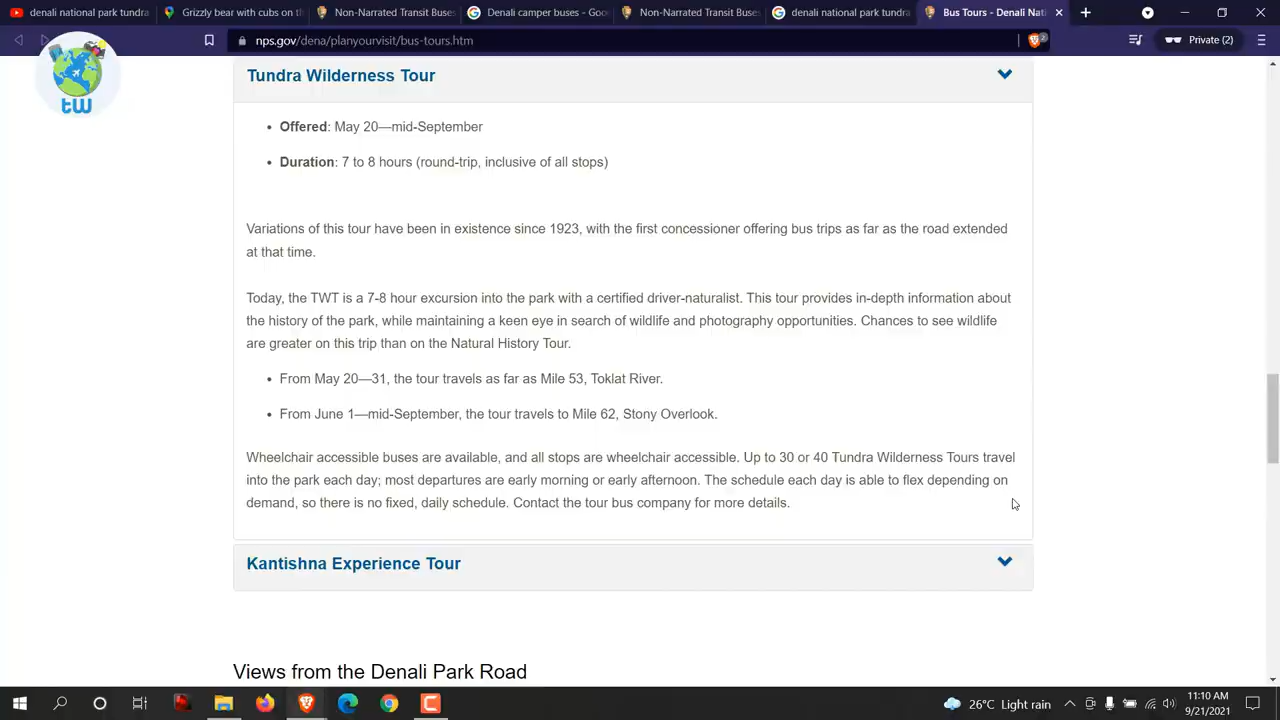 denali national park tundra
Grizzly bear with cubs on th
Non-Narrated Transit Buses
Denali camper buses - Goo
Non-Narrated Transit Buses
denali national park tundra
Bus Tours - Denali Nati
nps.gov/dena/planyourvisit/bus-tours.htm
2
Private (2)
tw
Tundra Wilderness Tour
• Offered: May 20—mid-September
• Duration: 7 to 8 hours (round-trip, inclusive of all stops)
Variations of this tour have been in existence since 1923, with the first concessioner offering bus trips as far as the road extended
at that time.
Today, the TWT is a 7-8 hour excursion into the park with a certified driver-naturalist. This tour provides in-depth information about
the history of the park, while maintaining a keen eye in search of wildlife and photography opportunities. Chances to see wildlife
are greater on this trip than on the Natural History Tour.
• From May 20—31, the tour travels as far as Mile 53, Toklat River.
• From June 1—mid-September, the tour travels to Mile 62, Stony Overlook.
Wheelchair accessible buses are available, and all stops are wheelchair accessible. Up to 30 or 40 Tundra Wilderness Tours travel
into the park each day; most departures are early morning or early afternoon. The schedule each day is able to flex depending on
demand, so there is no fixed, daily schedule. Contact the tour bus company for more details.
Kantishna Experience Tour
Views from the Denali Park Road
26°C Light rain
11:10 AM
9/21/2021